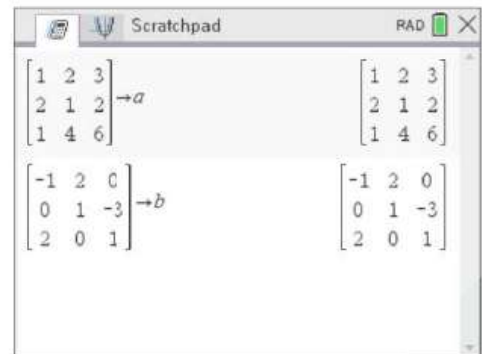 Scratchpad RAD
1 2 3 1 2 3
2 1 2 →a 2 1 2
1 4 6 1 4 6
-1 2 0 -1 2 0
0 1 -3 →b 0 1 -3
2 0 1 2 0 1